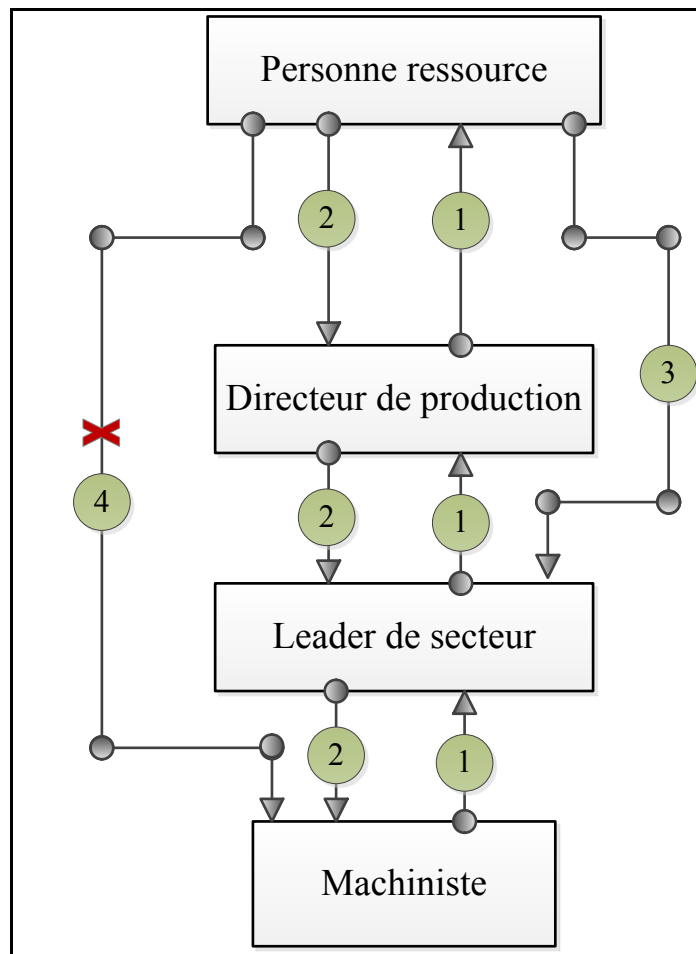 Personne ressource
2
1
Directeur de production
3
2
1
4
Leader de secteur
2
1
Machiniste